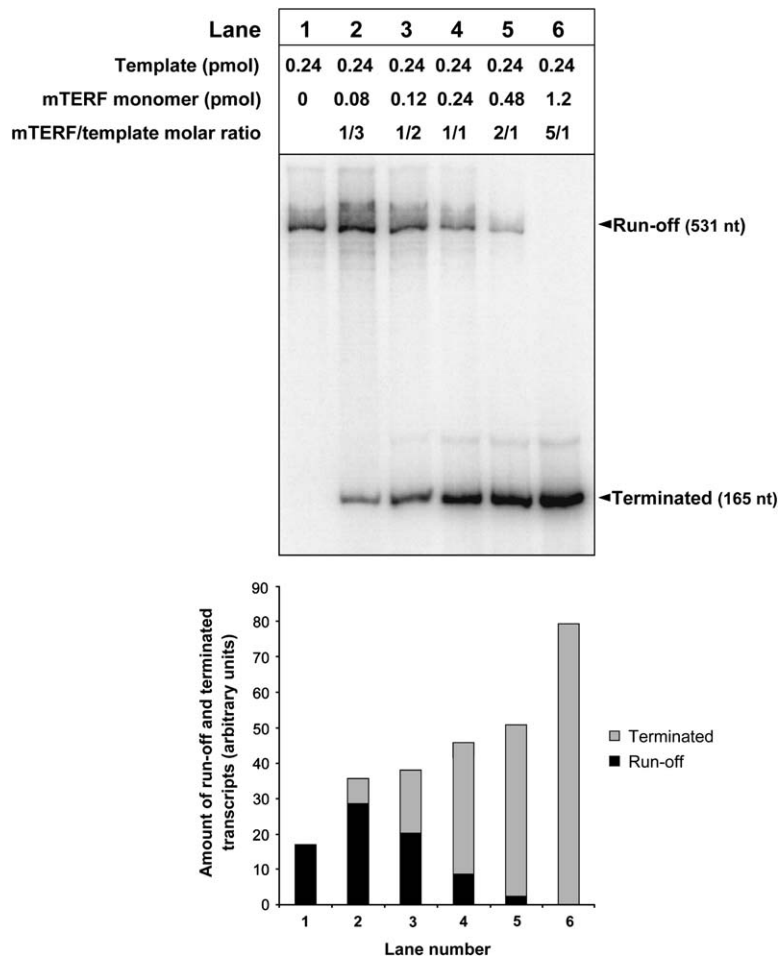 Lane 1 2 3 4 5 6
Template (pmol) 0.24 0.24 0.24 0.24 0.24 0.24
mTERF monomer (pmol) 0 0.08 0.12 0.24 0.48 1.2
mTERF/template molar ratio 1/3 1/2 1/1 2/1 5/1
Run-off (531 nt)
Terminated (165 nt)
Amount of run-off and terminated
transcripts (arbitrary units)
90
80
70
60
50
40
30
20
10
0
Terminated
Run-off
1 2 3 4 5 6
Lane number